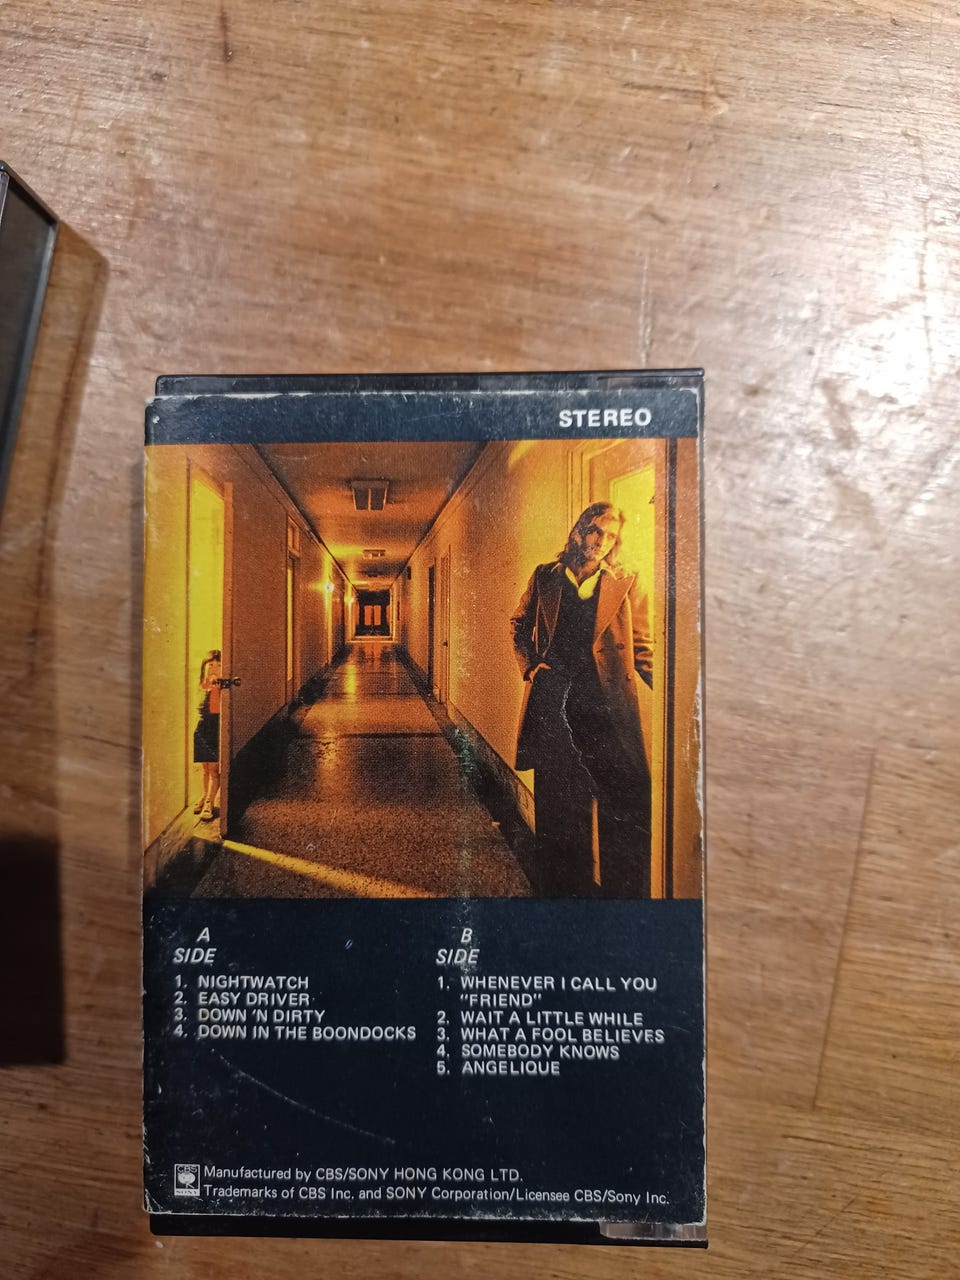 STEREO
A
SIDE
1. NIGHTWATCH
2. EASY DRIVER
3. DOWN 'N DIRTY
4. DOWN IN THE BOONDOCKS
B
SIDE
1. WHENEVER I CALL YOU
"FRIEND"
2. WAIT A LITTLE WHILE
3. WHAT A FOOL BELIEVES
4. SOMEBODY KNOWS
5. ANGELIQUE
CBS
SONY
Manufactured by CBS/SONY HONG KONG LTD.
Trademarks of CBS Inc. and SONY Corporation/Licensee CBS/Sony Inc.